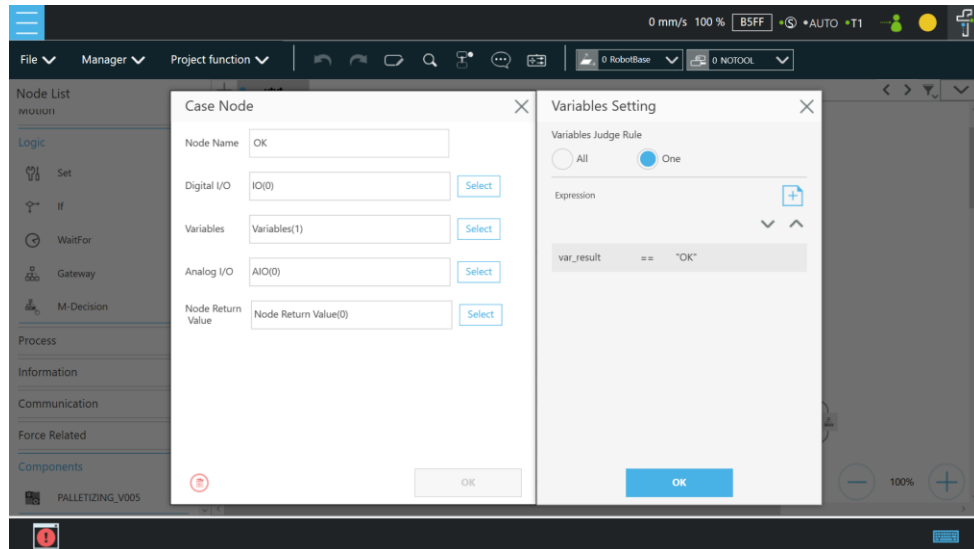 0 mm/s 100 % B5FF AUTO T1
File Manager Project function 0 RobotBase 0 NOTOOL
Node List
Motion
Logic
Set
If
WaitFor
Gateway
M-Decision
Process
Information
Communication
Force Related
Components
PALLETIZING_V005
Case Node
Node Name OK
Digital I/O IO(0) Select
Variables Variables(1) Select
Analog I/O AIO(0) Select
Node Return Value Node Return Value(0) Select
OK
Variables Setting
Variables Judge Rule
All One
Expression
var_result == "OK"
OK
100%